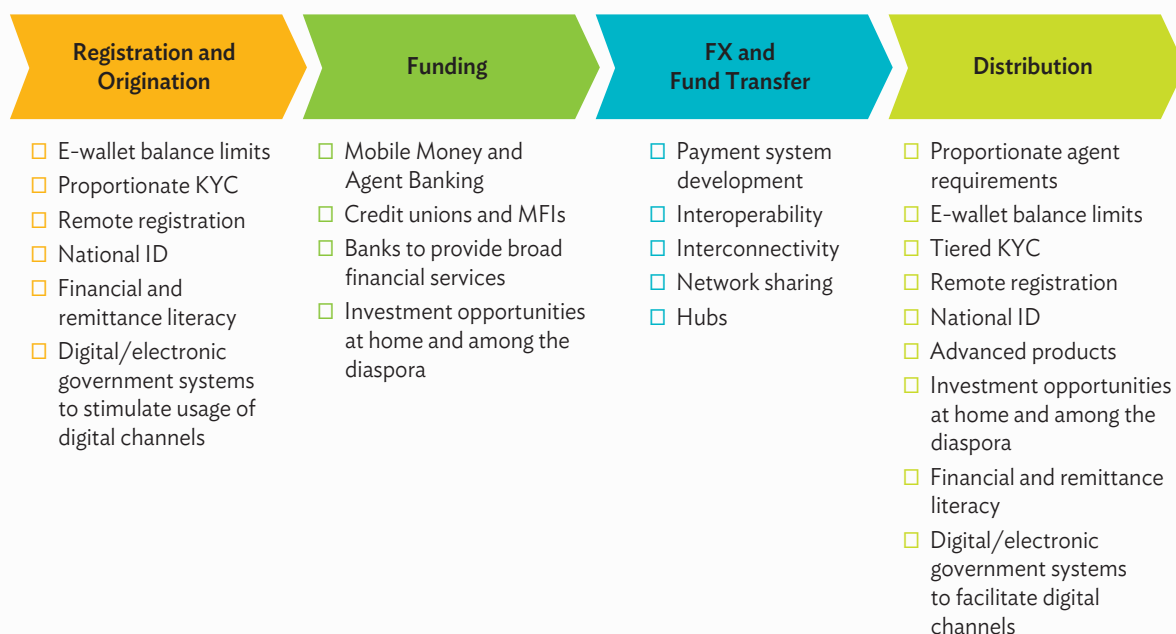 Registration and
Origination
Funding
FX and
Fund Transfer
Distribution
E-wallet balance limits
Proportionate KYC
Remote registration
National ID
Financial and
remittance literacy
Digital/electronic
government systems
to stimulate usage of
digital channels
Mobile Money and
Agent Banking
Credit unions and MFIs
Banks to provide broad
financial services
Investment opportunities
at home and among the
diaspora
Payment system
development
Interoperability
Interconnectivity
Network sharing
Hubs
Proportionate agent
requirements
E-wallet balance limits
Tiered KYC
Remote registration
National ID
Advanced products
Investment opportunities
at home and among the
diaspora
Financial and remittance
literacy
Digital/electronic
government systems
to facilitate digital
channels